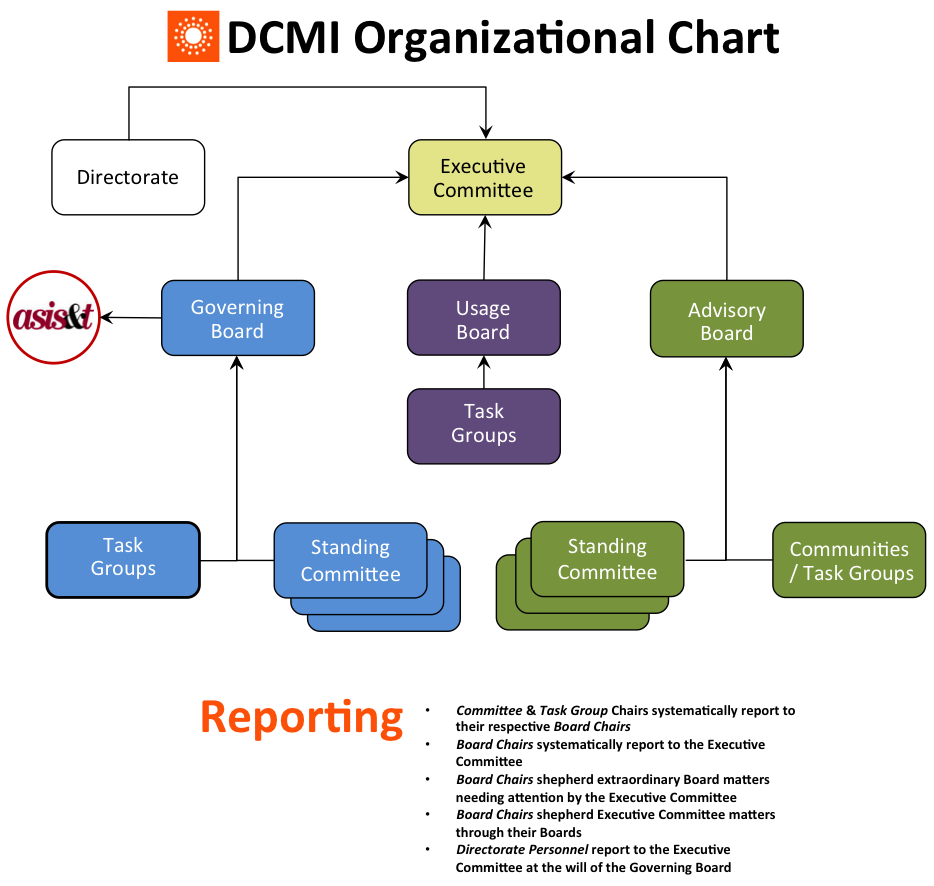 DCMI Organizational Chart
Directorate
Executive
Committee
asis&t
Governing
Board
Usage
Board
Advisory
Board
Task
Groups
Task
Groups
Standing
Committee
Standing
Committee
Communities
/ Task Groups
Reporting
• Committee & Task Group Chairs systematically report to
their respective Board Chairs
• Board Chairs systematically report to the Executive
Committee
• Board Chairs shepherd extraordinary Board matters
needing attention by the Executive Committee
• Board Chairs shepherd Executive Committee matters
through their Boards
• Directorate Personnel report to the Executive
Committee at the will of the Governing Board